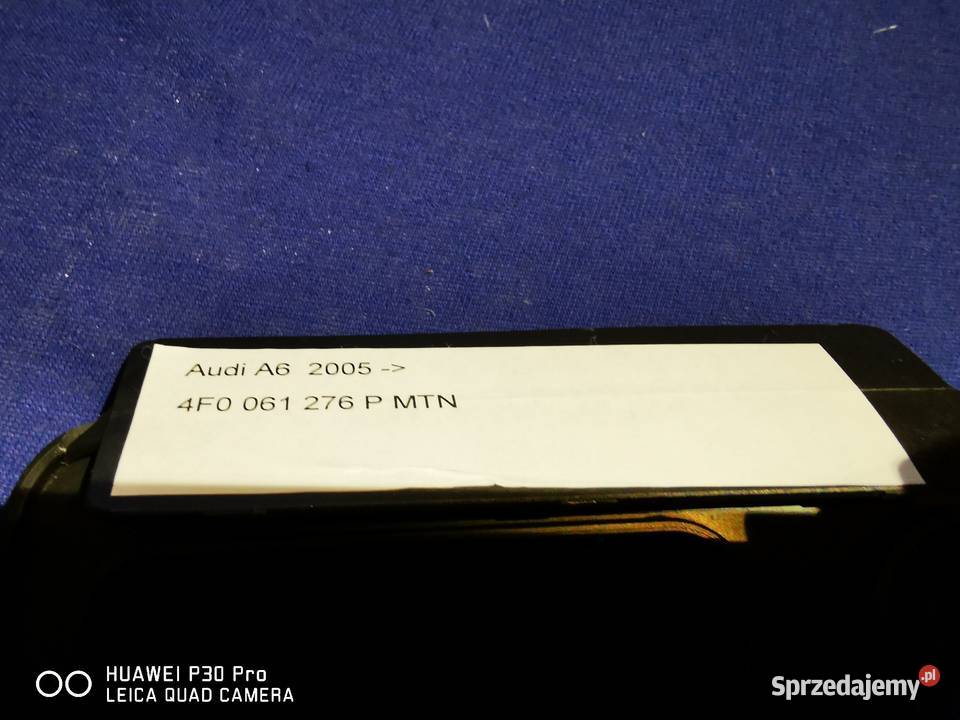 Audi A6 2005 ->
4F0 061 276 P MTN
HUAWEI P30 Pro
LEICA QUAD CAMERA
Sprzedajemy.pl